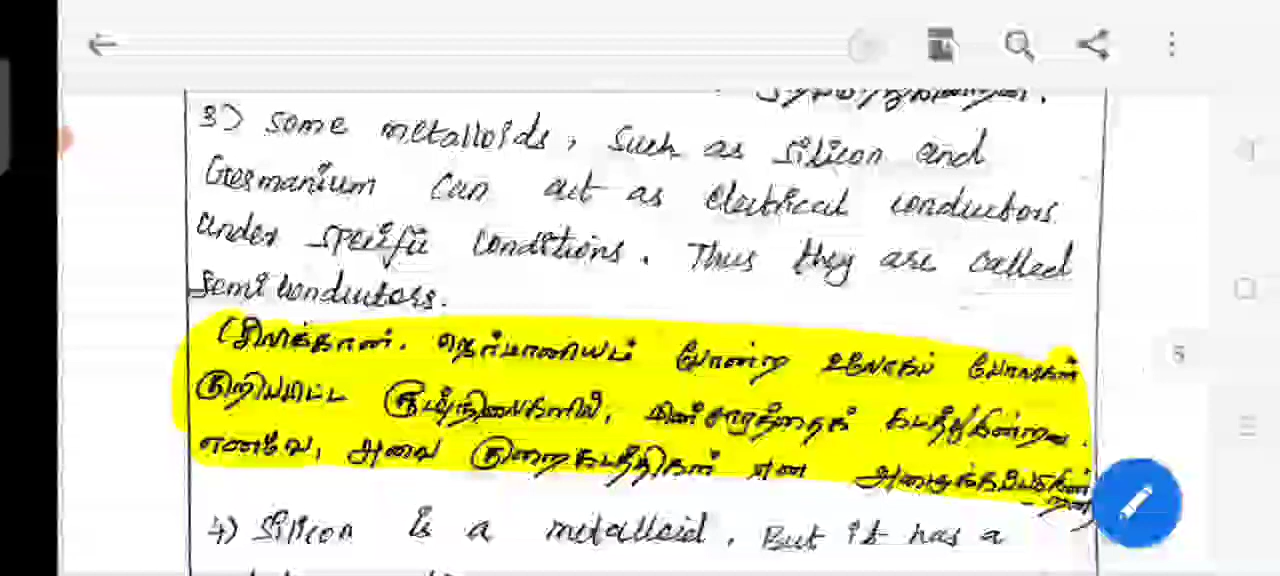 3) Some metalloids, such as Silicon and
Germanium can act as electrical conductors
under specific conditions. Thus they are called
Semiconductors.
(சிலிக்கான், ஜெர்மானியம் போன்ற உலோகப் போலிகள்
குறிப்பிட்ட சூழ்நிலைகளில், மின்சாரத்தைக் கடத்துகின்றன.
எனவே, அவை குறைகடத்திகள் என அழைக்கப்படுகின்
றன)
4) Silicon is a metalloid. But it has a
5